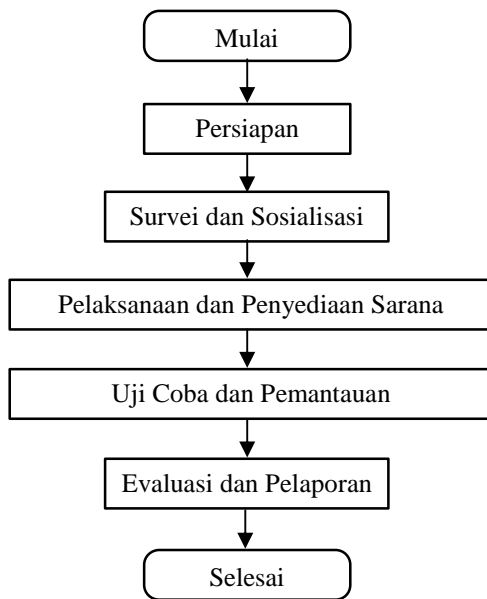 Mulai
Persiapan
Survei dan Sosialisasi
Pelaksanaan dan Penyediaan Sarana
Uji Coba dan Pemantauan
Evaluasi dan Pelaporan
Selesai